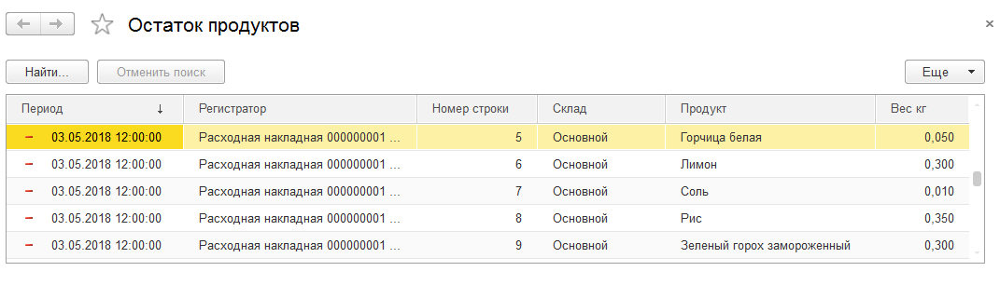 Остаток продуктов
Найти...
Отменить поиск
Еще
Период Регистратор Номер строки Склад Продукт Вес кг
03.05.2018 12:00:00 Расходная накладная 000000001 ... 5 Основной Горчица белая 0,050
03.05.2018 12:00:00 Расходная накладная 000000001 ... 6 Основной Лимон 0,300
03.05.2018 12:00:00 Расходная накладная 000000001 ... 7 Основной Соль 0,010
03.05.2018 12:00:00 Расходная накладная 000000001 ... 8 Основной Рис 0,350
03.05.2018 12:00:00 Расходная накладная 000000001 ... 9 Основной Зеленый горох замороженный 0,300